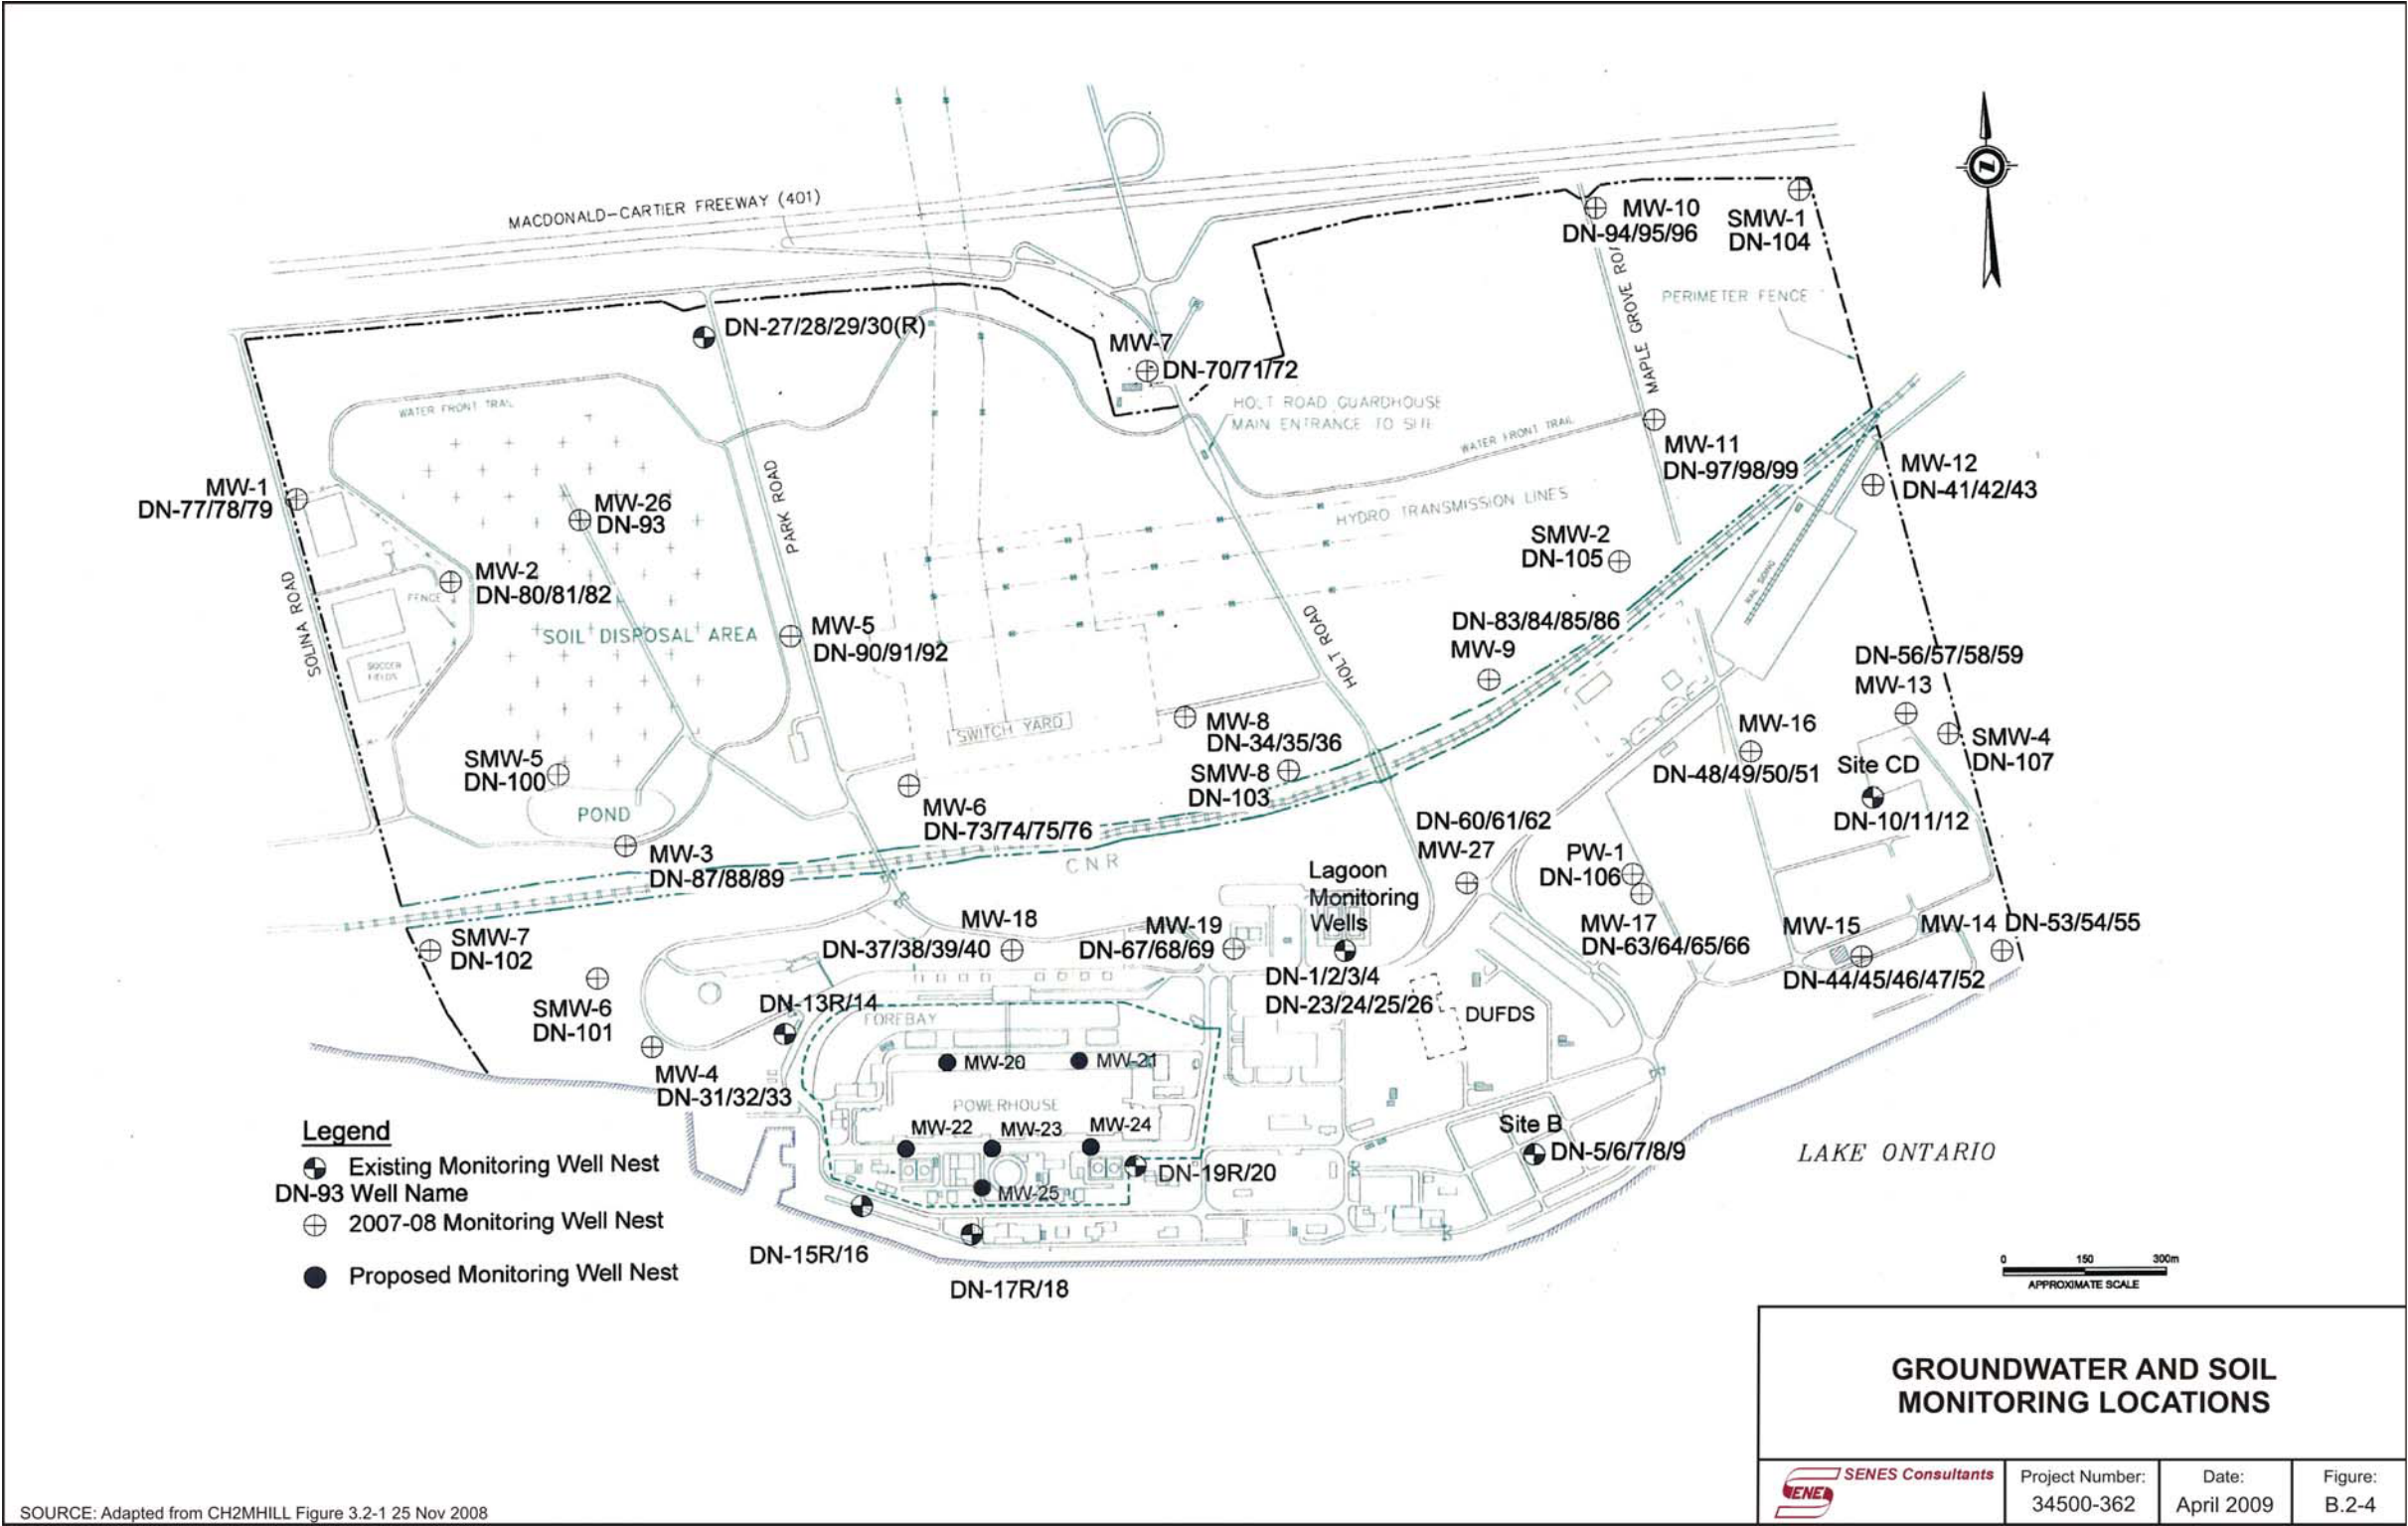 MACDONALD-CARTIER FREEWAY (401)
MW-10
DN-94/95/96
SMW-1
DN-104
PERIMETER FENCE
MAPLE GROVE
DN-27/28/29/30(R)
MW-7
DN-70/71/72
HOLT ROAD GUARDHOUSE
MAIN ENTRANCE TO SITE
WATER FRONT TRAIL
WATER FRONT TRAIL
MW-11
DN-97/98/99
MW-12
DN-41/42/43
MW-1
DN-77/78/79
MW-26
DN-93
PARK ROAD
HYDRO TRANSMISSION LINES
SMW-2
DN-105
RAIL SIDING
MW-2
DN-80/81/82
FENCE
SOLINA ROAD
SOIL DISPOSAL AREA
MW-5
DN-90/91/92
HOLT ROAD
DN-83/84/85/86
MW-9
SOCCER
FIELDS
DN-56/57/58/59
MW-13
SWITCH YARD
MW-8
DN-34/35/36
MW-16
DN-48/49/50/51
SMW-4
DN-107
SMW-5
DN-100
SMW-8
DN-103
Site CD
DN-10/11/12
POND
MW-6
DN-73/74/75/76
DN-60/61/62
MW-27
MW-3
DN-87/88/89
CNR
Lagoon
Monitoring
Wells
PW-1
DN-106
SMW-7
DN-102
MW-18
DN-37/38/39/40
MW-19
DN-67/68/69
MW-17
DN-63/64/65/66
MW-15
MW-14 DN-53/54/55
DN-44/45/46/47/52
DN-1/2/3/4
DN-23/24/25/26
SMW-6
DN-101
DN-13R/14
FOREBAY
DUFDS
MW-20
MW-21
MW-4
DN-31/32/33
POWERHOUSE
MW-22
MW-23
MW-24
Site B
DN-5/6/7/8/9
LAKE ONTARIO
DN-19R/20
MW-25
DN-15R/16
DN-17R/18
Legend
Existing Monitoring Well Nest
DN-93 Well Name
2007-08 Monitoring Well Nest
Proposed Monitoring Well Nest
0 150 300m
APPROXIMATE SCALE
GROUNDWATER AND SOIL
MONITORING LOCATIONS
SENES
SENES Consultants
Project Number:
34500-362
Date:
April 2009
Figure:
B.2-4
SOURCE: Adapted from CH2MHILL Figure 3.2-1 25 Nov 2008